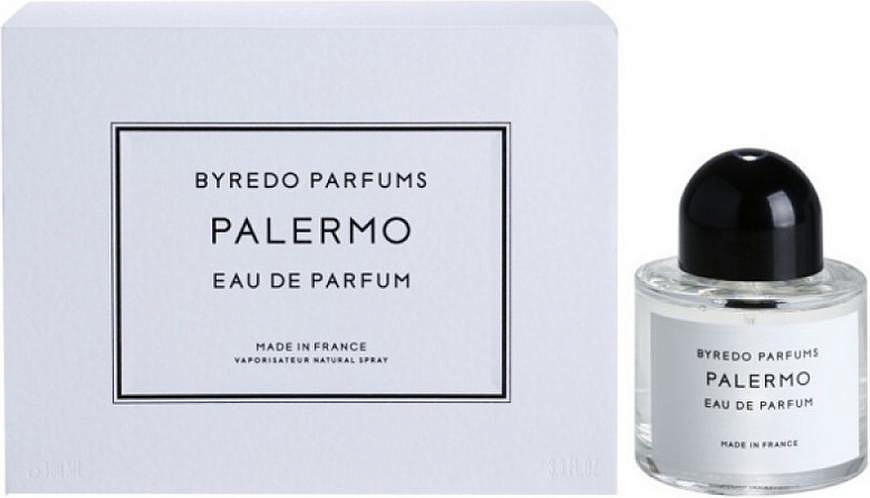 BYREDO PARFUMS
PALERMO
EAU DE PARFUM
MADE IN FRANCE
VAPORISATEUR NATURAL SPRAY
BYREDO PARFUMS
PALERMO
EAU DE PARFUM
MADE IN FRANCE